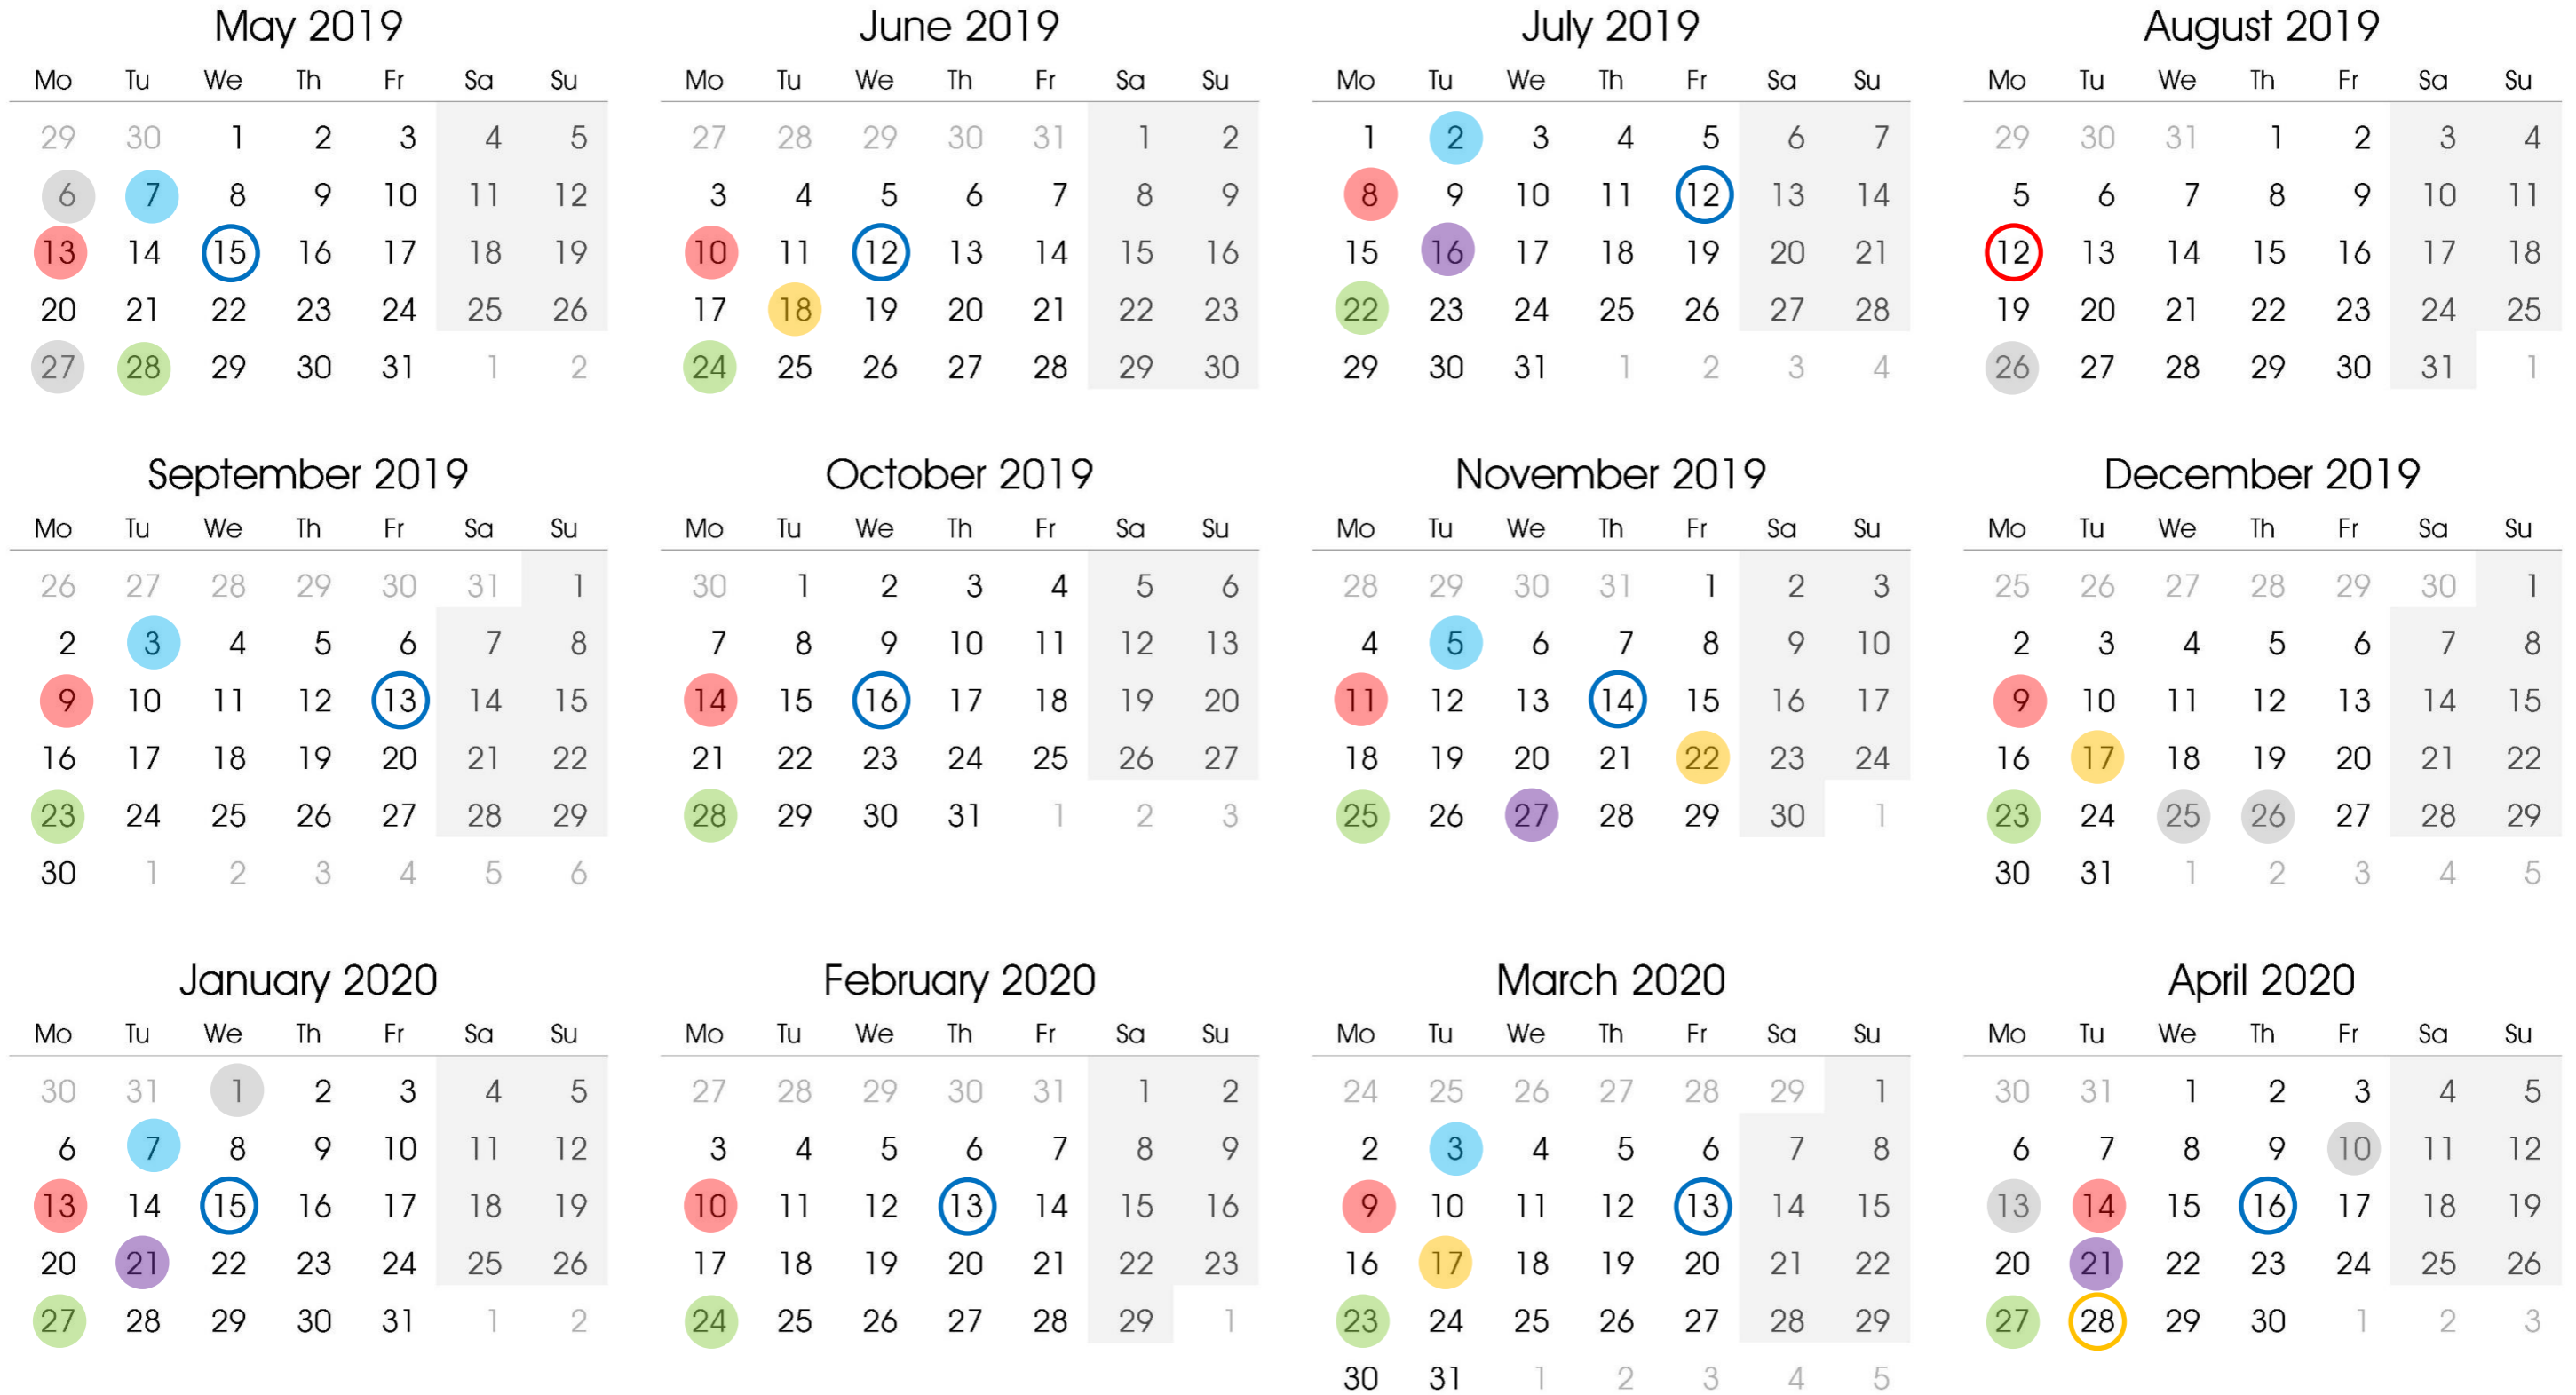 May 2019
Mo Tu We Th Fr Sa Su
29 30 1 2 3 4 5
6 7 8 9 10 11 12
13 14 15 16 17 18 19
20 21 22 23 24 25 26
27 28 29 30 31 1 2
June 2019
Mo Tu We Th Fr Sa Su
27 28 29 30 31 1 2
3 4 5 6 7 8 9
10 11 12 13 14 15 16
17 18 19 20 21 22 23
24 25 26 27 28 29 30
July 2019
Mo Tu We Th Fr Sa Su
1 2 3 4 5 6 7
8 9 10 11 12 13 14
15 16 17 18 19 20 21
22 23 24 25 26 27 28
29 30 31 1 2 3 4
August 2019
Mo Tu We Th Fr Sa Su
29 30 31 1 2 3 4
5 6 7 8 9 10 11
12 13 14 15 16 17 18
19 20 21 22 23 24 25
26 27 28 29 30 31 1
September 2019
Mo Tu We Th Fr Sa Su
26 27 28 29 30 31 1
2 3 4 5 6 7 8
9 10 11 12 13 14 15
16 17 18 19 20 21 22
23 24 25 26 27 28 29
30 1 2 3 4 5 6
October 2019
Mo Tu We Th Fr Sa Su
30 1 2 3 4 5 6
7 8 9 10 11 12 13
14 15 16 17 18 19 20
21 22 23 24 25 26 27
28 29 30 31 1 2 3
November 2019
Mo Tu We Th Fr Sa Su
28 29 30 31 1 2 3
4 5 6 7 8 9 10
11 12 13 14 15 16 17
18 19 20 21 22 23 24
25 26 27 28 29 30 1
December 2019
Mo Tu We Th Fr Sa Su
25 26 27 28 29 30 1
2 3 4 5 6 7 8
9 10 11 12 13 14 15
16 17 18 19 20 21 22
23 24 25 26 27 28 29
30 31 1 2 3 4 5
January 2020
Mo Tu We Th Fr Sa Su
30 31 1 2 3 4 5
6 7 8 9 10 11 12
13 14 15 16 17 18 19
20 21 22 23 24 25 26
27 28 29 30 31 1 2
February 2020
Mo Tu We Th Fr Sa Su
27 28 29 30 31 1 2
3 4 5 6 7 8 9
10 11 12 13 14 15 16
17 18 19 20 21 22 23
24 25 26 27 28 29 1
March 2020
Mo Tu We Th Fr Sa Su
24 25 26 27 28 29 1
2 3 4 5 6 7 8
9 10 11 12 13 14 15
16 17 18 19 20 21 22
23 24 25 26 27 28 29
30 31 1 2 3 4 5
April 2020
Mo Tu We Th Fr Sa Su
30 31 1 2 3 4 5
6 7 8 9 10 11 12
13 14 15 16 17 18 19
20 21 22 23 24 25 26
27 28 29 30 1 2 3